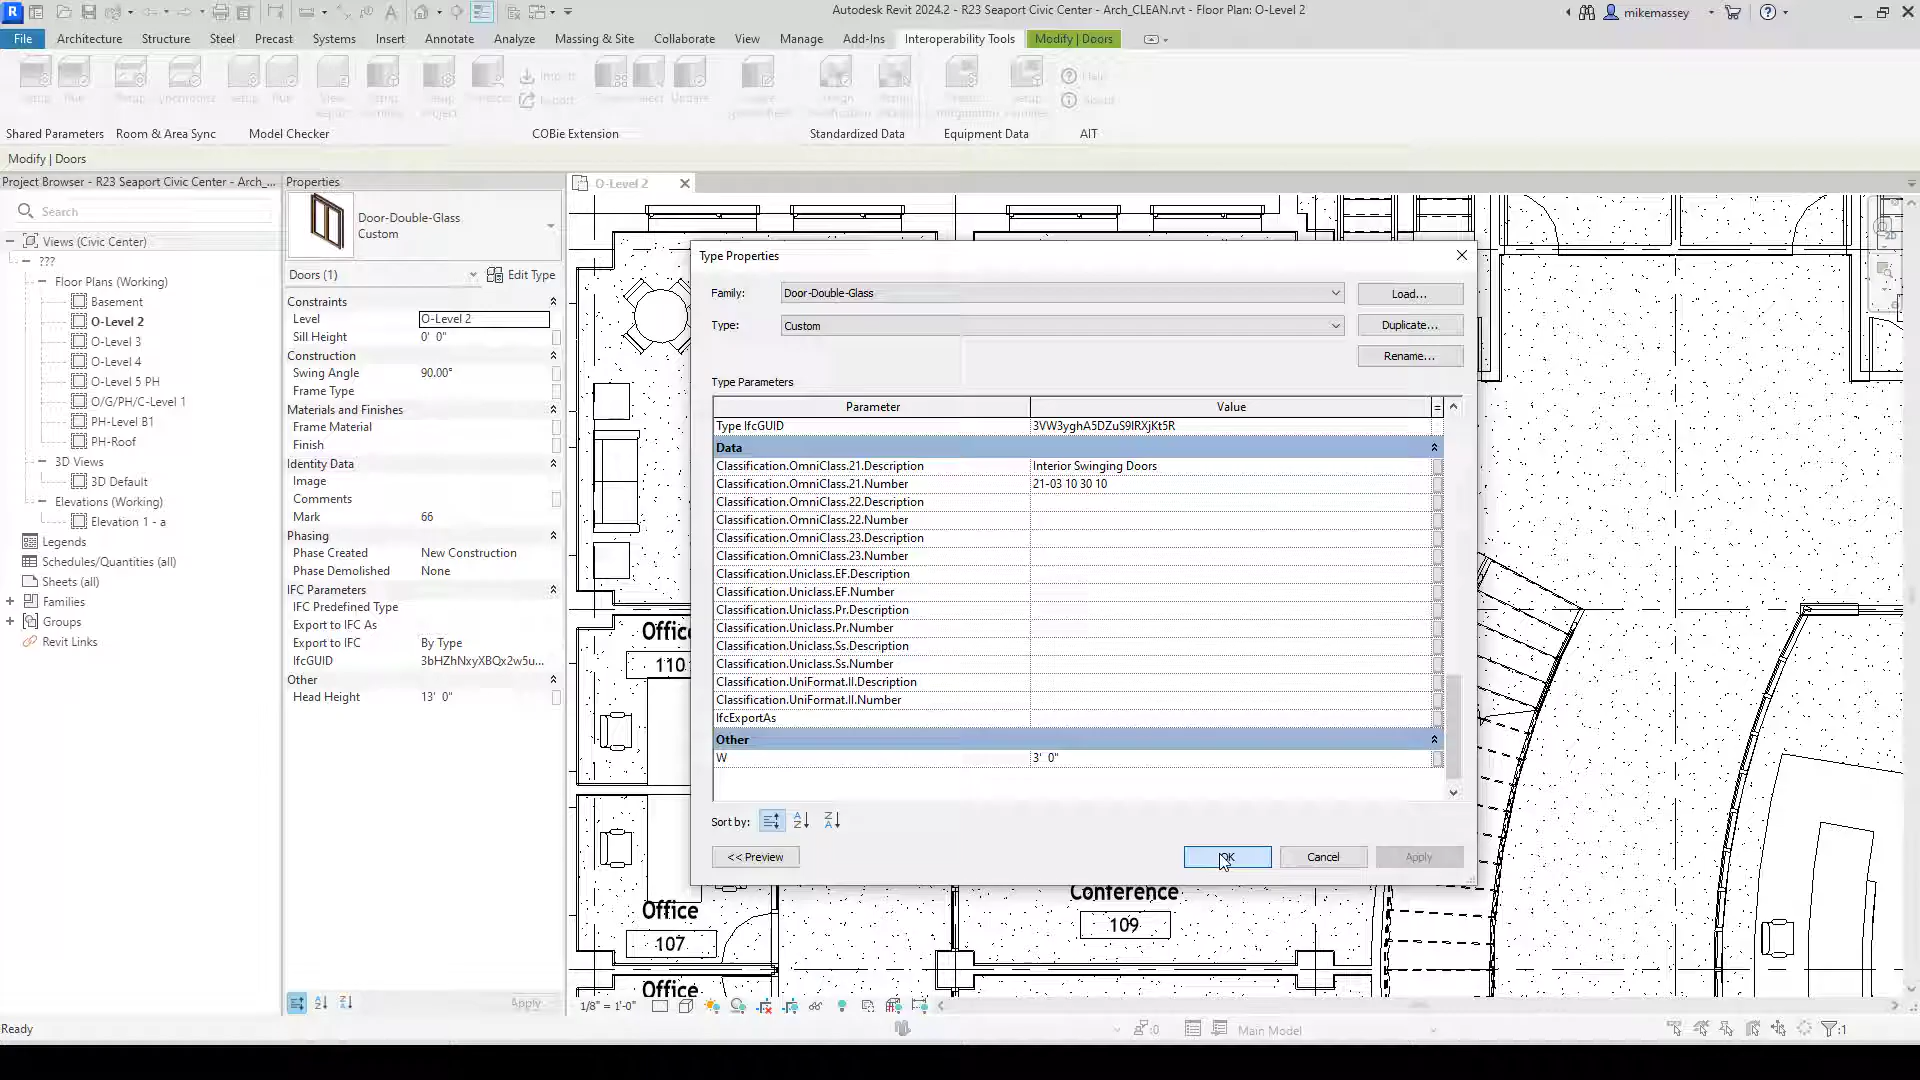 Autodesk Revit 2024.2 - R23 Seaport Civic Center - Arch_CLEAN.rvt - Floor Plan: O-Level 2
mikemassey
File Architecture Structure Steel Precast Systems Insert Annotate Analyze Massing & Site Collaborate View Manage Add-Ins Interoperability Tools Modify | Doors
Shared Parameters Room & Area Sync Model Checker COBie Extension Standardized Data Equipment Data AIT
Modify | Doors
Project Browser - R23 Seaport Civic Center - Arch_...
Search
Views (Civic Center)
???
Floor Plans (Working)
Basement
O-Level 2
O-Level 3
O-Level 4
O-Level 5 PH
O/G/PH/C-Level 1
PH-Level B1
PH-Roof
3D Views
3D Default
Elevations (Working)
Elevation 1 - a
Legends
Schedules/Quantities (all)
Sheets (all)
Families
Groups
Revit Links
Properties
Door-Double-Glass
Custom
Doors (1) Edit Type
Constraints
Level O-Level 2
Sill Height 0' 0"
Construction
Swing Angle 90.00°
Frame Type
Materials and Finishes
Frame Material
Finish
Identity Data
Image
Comments
Mark 66
Phasing
Phase Created New Construction
Phase Demolished None
IFC Parameters
IFC Predefined Type
Export to IFC As
Export to IFC By Type
IfcGUID 3bHZhNxyXBQx2w5u...
Other
Head Height 13' 0"
Apply
O-Level 2
Type Properties
Family: Door-Double-Glass Load...
Type: Custom Duplicate...
Rename...
Type Parameters
Parameter Value =
Type IfcGUID 3VW3yghA5DZuS9IRXjKt5R
Data
Classification.OmniClass.21.Description Interior Swinging Doors
Classification.OmniClass.21.Number 21-03 10 30 10
Classification.OmniClass.22.Description
Classification.OmniClass.22.Number
Classification.OmniClass.23.Description
Classification.OmniClass.23.Number
Classification.Uniclass.EF.Description
Classification.Uniclass.EF.Number
Classification.Uniclass.Pr.Description
Classification.Uniclass.Pr.Number
Classification.Uniclass.Ss.Description
Classification.Uniclass.Ss.Number
Classification.UniFormat.II.Description
Classification.UniFormat.II.Number
IfcExportAs
Other
W 3' 0"
Sort by:
<< Preview OK Cancel Apply
110
Office
107
Office
Conference
109
1/8" = 1'-0"
Ready
:0
Main Model
:1